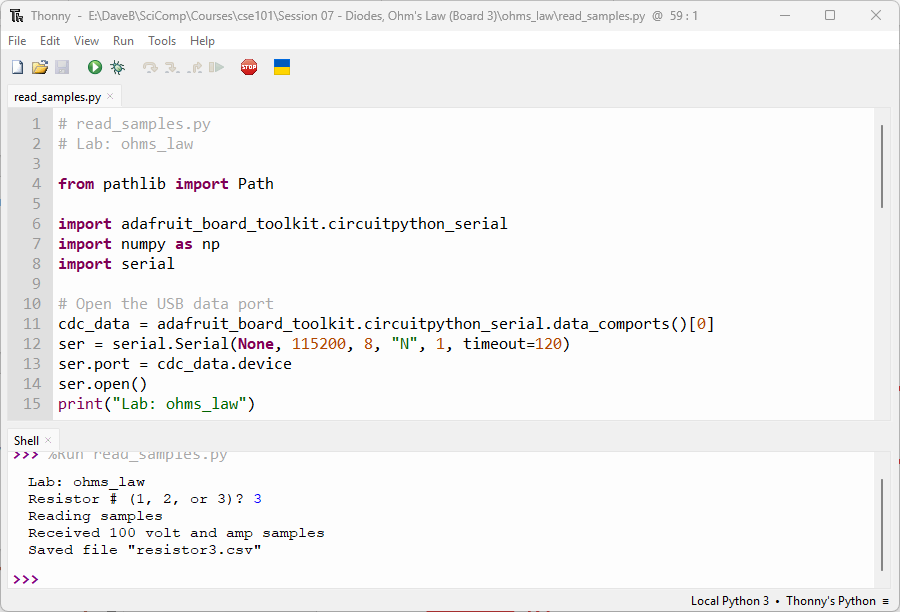 Thonny - E:\DaveB\SciComp\Courses\cse101\Session 07 - Diodes, Ohm's Law (Board 3)\ohms_law\read_samples.py @ 59 : 1
File Edit View Run Tools Help
STOP
read_samples.py ×
1 # read_samples.py
2 # Lab: ohms_law
3
4 from pathlib import Path
5
6 import adafruit_board_toolkit.circuitpython_serial
7 import numpy as np
8 import serial
9
10 # Open the USB data port
11 cdc_data = adafruit_board_toolkit.circuitpython_serial.data_comports()[0]
12 ser = serial.Serial(None, 115200, 8, "N", 1, timeout=120)
13 ser.port = cdc_data.device
14 ser.open()
15 print("Lab: ohms_law")
Shell ×
>>> %Run read_samples.py
Lab: ohms_law
Resistor # (1, 2, or 3)? 3
Reading samples
Received 100 volt and amp samples
Saved file "resistor3.csv"
>>>
Local Python 3 • Thonny's Python ≡